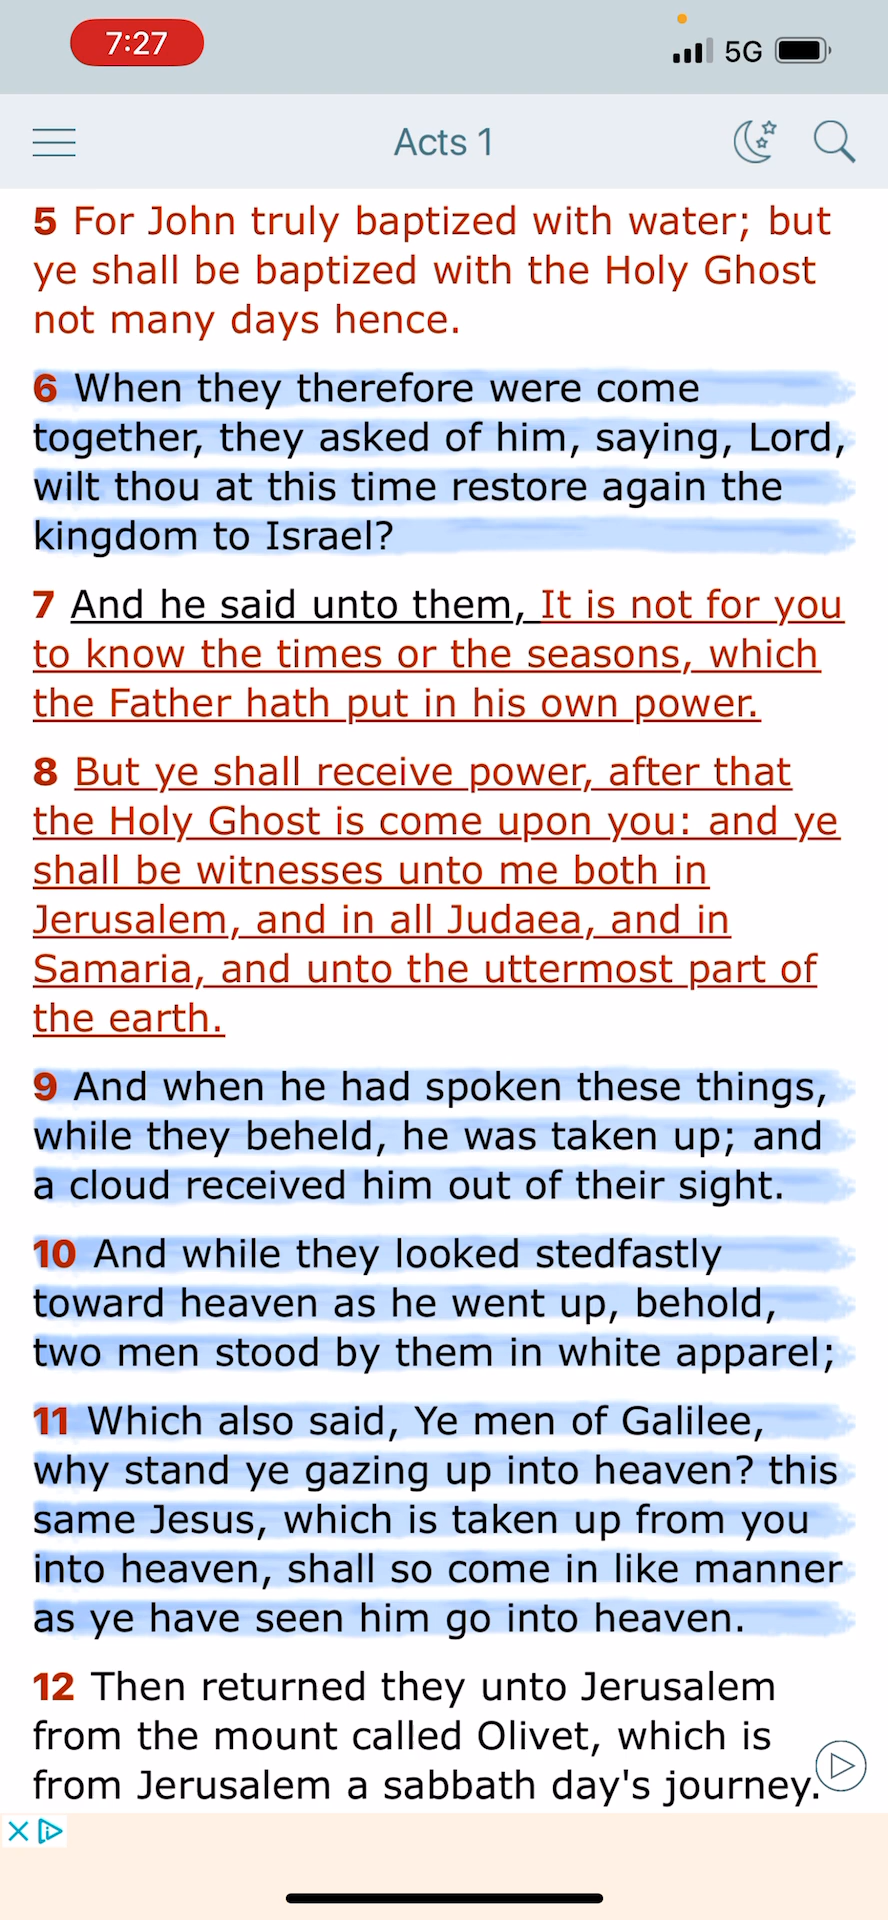 7:27
5G
Acts 1
5 For John truly baptized with water; but
ye shall be baptized with the Holy Ghost
not many days hence.
6 When they therefore were come
together, they asked of him, saying, Lord,
wilt thou at this time restore again the
kingdom to Israel?
7 And he said unto them, It is not for you
to know the times or the seasons, which
the Father hath put in his own power.
8 But ye shall receive power, after that
the Holy Ghost is come upon you: and ye
shall be witnesses unto me both in
Jerusalem, and in all Judaea, and in
Samaria, and unto the uttermost part of
the earth.
9 And when he had spoken these things,
while they beheld, he was taken up; and
a cloud received him out of their sight.
10 And while they looked stedfastly
toward heaven as he went up, behold,
two men stood by them in white apparel;
11 Which also said, Ye men of Galilee,
why stand ye gazing up into heaven? this
same Jesus, which is taken up from you
into heaven, shall so come in like manner
as ye have seen him go into heaven.
12 Then returned they unto Jerusalem
from the mount called Olivet, which is
from Jerusalem a sabbath day's journey.